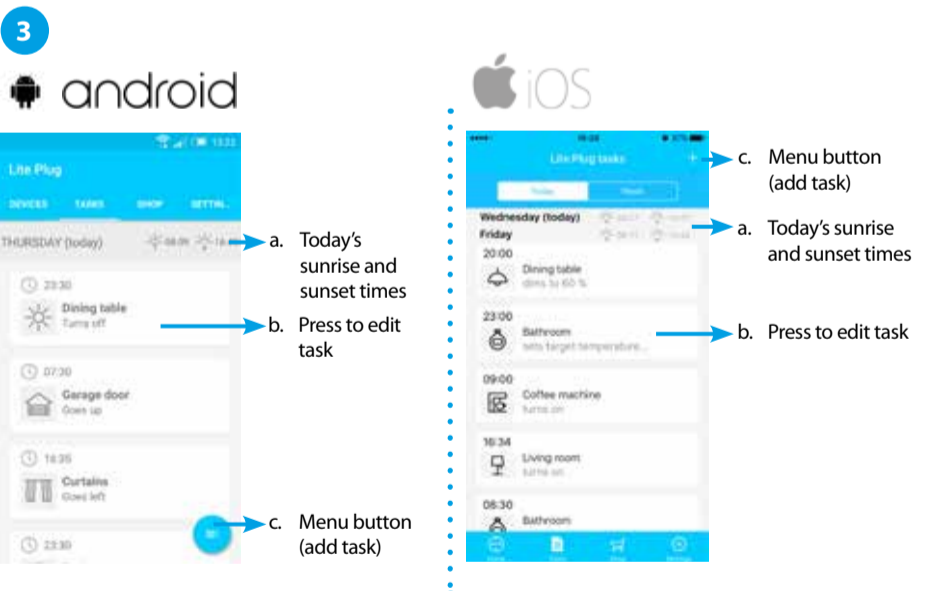 3
android
iOS
13:33
Lite Plug
DEVICES TASKS SHOP SETTIN..
THURSDAY (today)
23:30
Dining table
Turns off
07:30
Garage door
Goes up
16:35
Curtains
Goes left
23:30
a. Today's
sunrise and
sunset times
b. Press to edit
task
c. Menu button
(add task)
Lite Plug tasks
+
Today
Wednesday (today)
Friday
20:00
Dining table
dims to 60 %
23:00
Bathroom
sets target temperature...
09:00
Coffee machine
turns on
16:34
Living room
turns on
08:30
Bathroom
c. Menu button
(add task)
a. Today's sunrise
and sunset times
b. Press to edit task